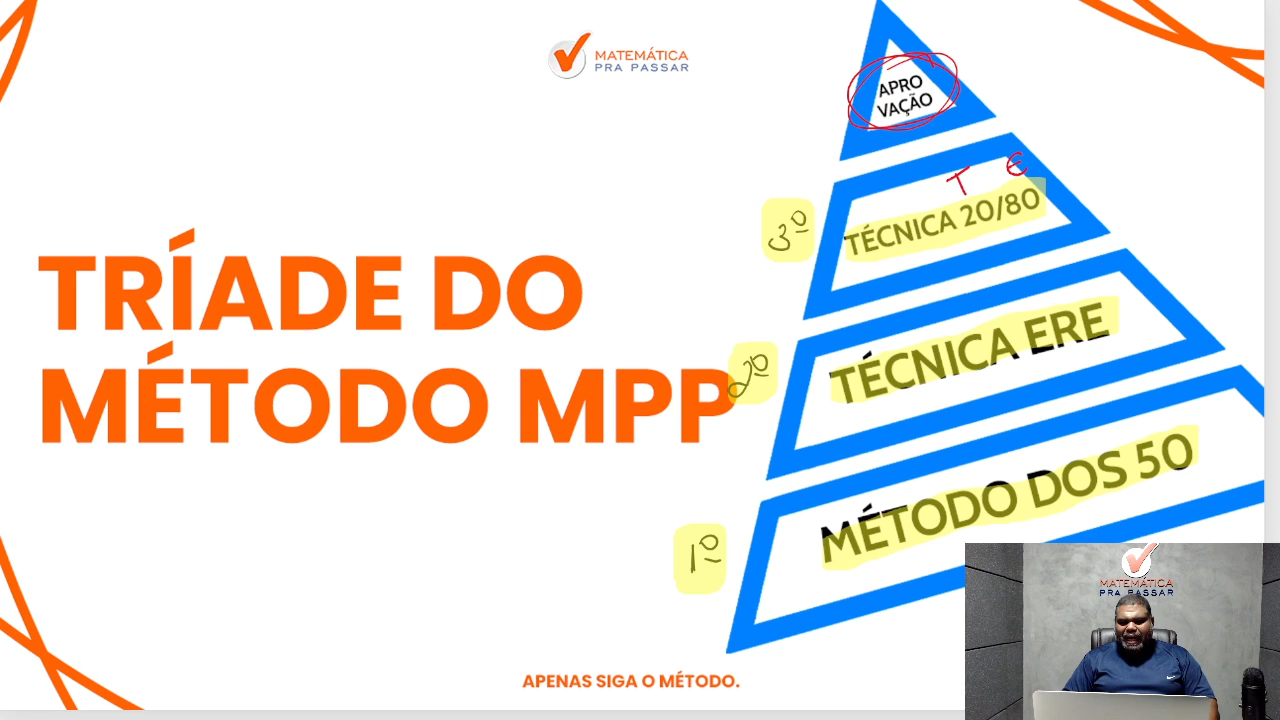 MATEMÁTICA
PRA PASSAR
APRO
VAÇÃO
T E
3º
TÉCNICA 20/80
TRÍADE DO
MÉTODO MPP
2º
TÉCNICA ERE
1º
MÉTODO DOS 50
MATEMÁTICA
PRA PASSAR
APENAS SIGA O MÉTODO.